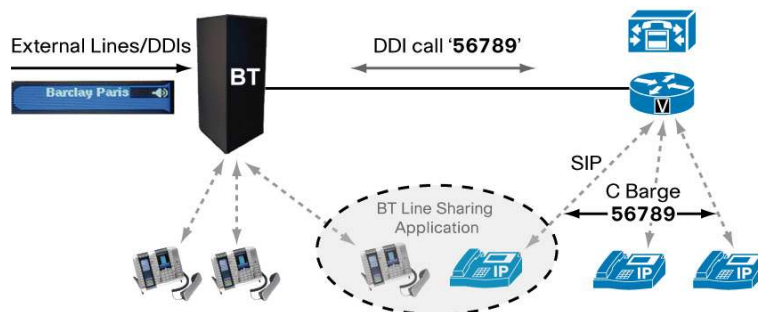 External Lines/DDIs
Barclay Paris
BT
DDI call ‘56789’
V
SIP
C Barge
56789
BT Line Sharing
Application
IP
IP
IP